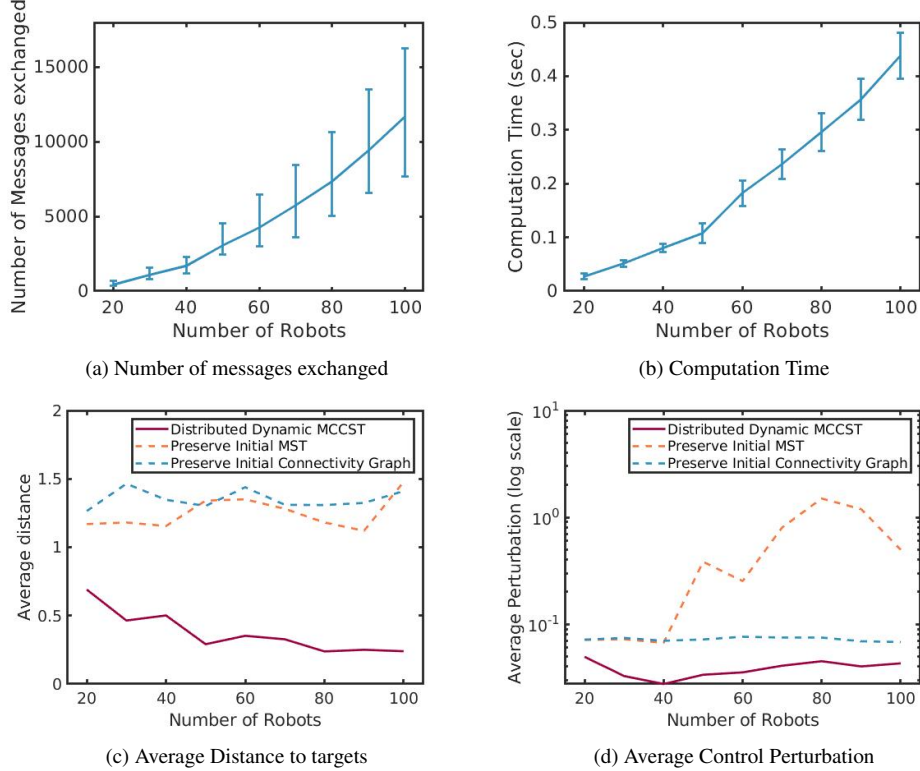 Number of Messages exchanged
15000
10000
5000
0
20 40 60 80 100
Number of Robots
(a) Number of messages exchanged
Computation Time (sec)
0.5
0.4
0.3
0.2
0.1
0
20 40 60 80 100
Number of Robots
(b) Computation Time
Average distance
2
1.5
1
0.5
0
Distributed Dynamic MCCST
Preserve Initial MST
Preserve Initial Connectivity Graph
20 40 60 80 100
Number of Robots
(c) Average Distance to targets
Average Perturbation (log scale)
10^1
10^0
10^-1
Distributed Dynamic MCCST
Preserve Initial MST
Preserve Initial Connectivity Graph
20 40 60 80 100
Number of Robots
(d) Average Control Perturbation